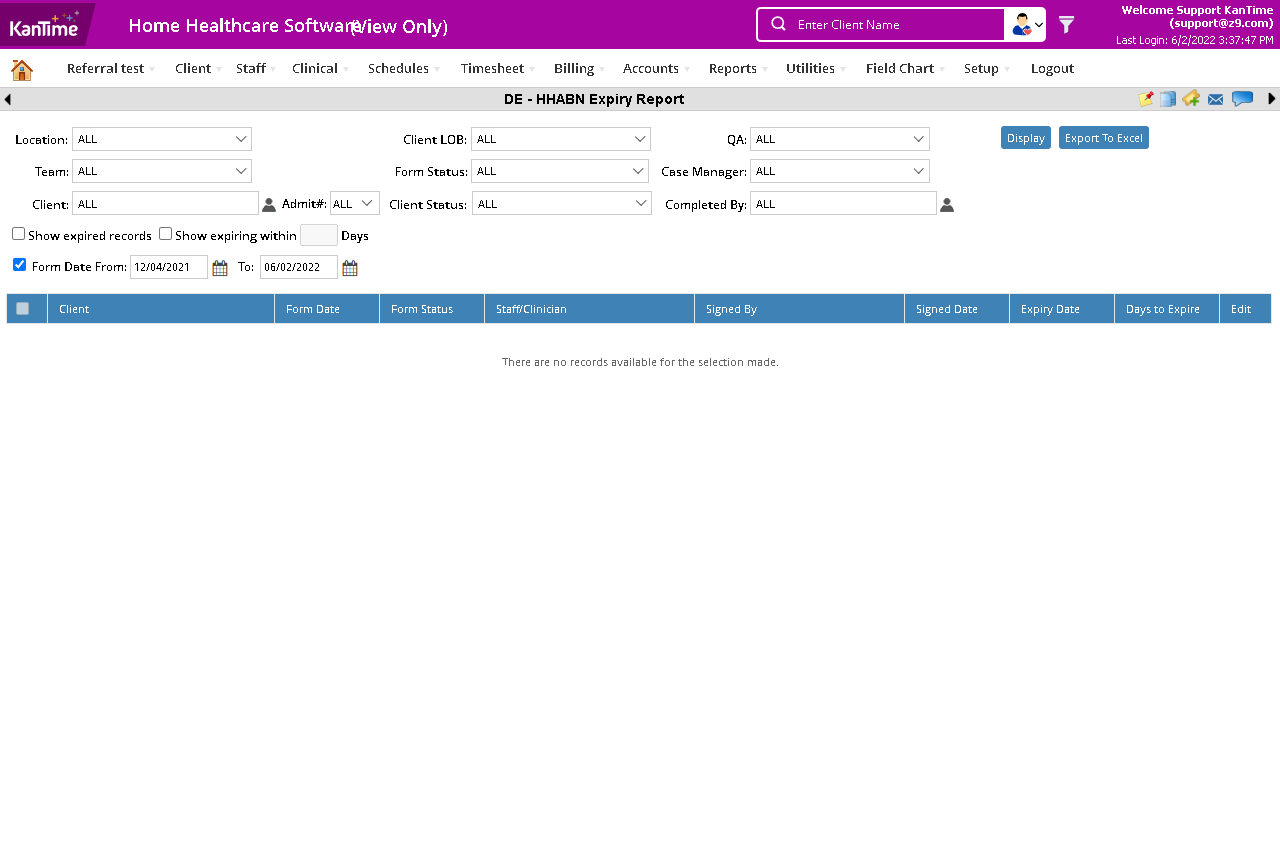 KanTime Home Healthcare Software (View Only) Enter Client Name Welcome Support KanTime
(support@z9.com)
Last Login: 6/2/2022 3:37:47 PM
Referral test Client Staff Clinical Schedules Timesheet Billing Accounts Reports Utilities Field Chart Setup Logout
DE - HHABN Expiry Report
Location: ALL Client LOB: ALL QA: ALL Display Export To Excel
Team: ALL Form Status: ALL Case Manager: ALL
Client: ALL Admit#: ALL Client Status: ALL Completed By: ALL
Show expired records Show expiring within Days
Form Date From: 12/04/2021 To: 06/02/2022
Client Form Date Form Status Staff/Clinician Signed By Signed Date Expiry Date Days to Expire Edit
There are no records available for the selection made.